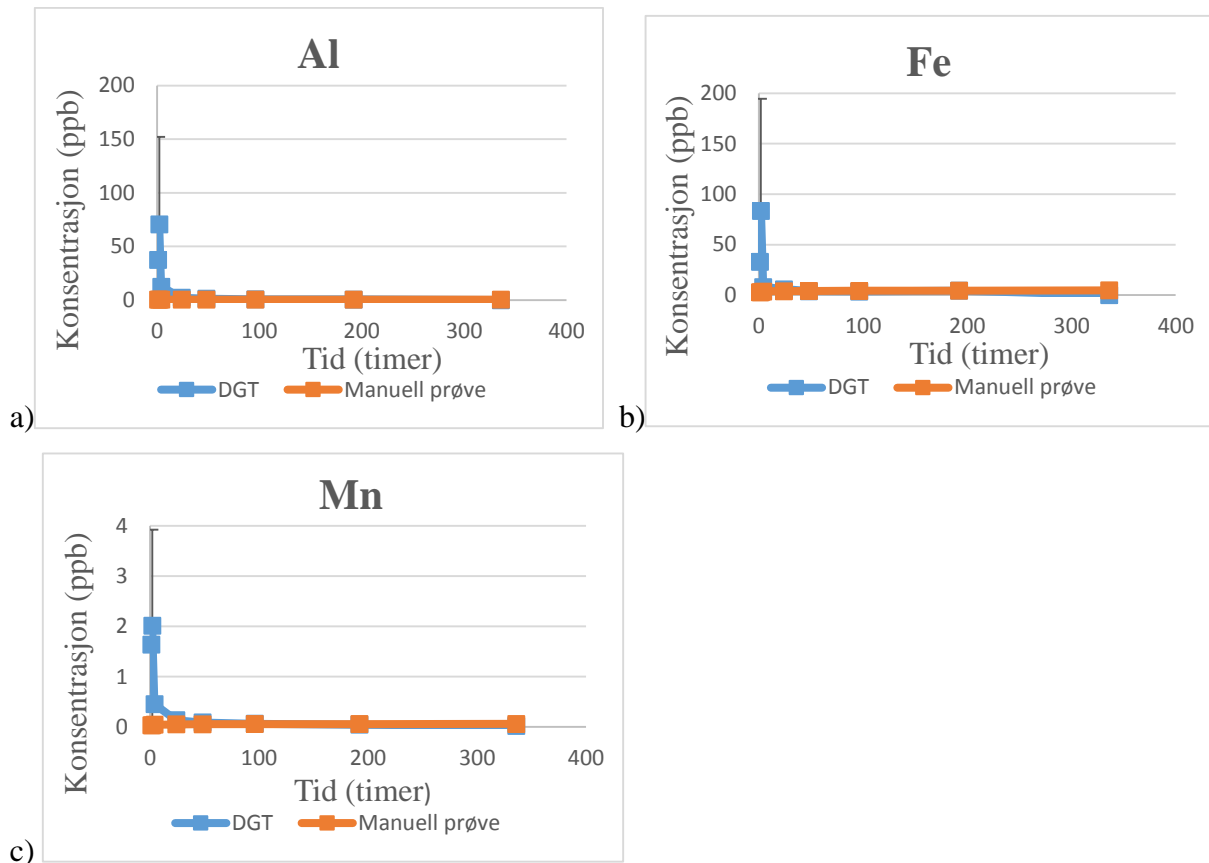 Al
Konsentrasjon (ppb)
200
150
100
50
0
0 100 200 300 400
Tid (timer)
DGT Manuell prøve
a)
Fe
Konsentrasjon (ppb)
200
150
100
50
0
0 100 200 300 400
Tid (timer)
DGT Manuell prøve
b)
Mn
Konsentrasjon (ppb)
4
3
2
1
0
0 100 200 300 400
Tid (timer)
DGT Manuell prøve
c)